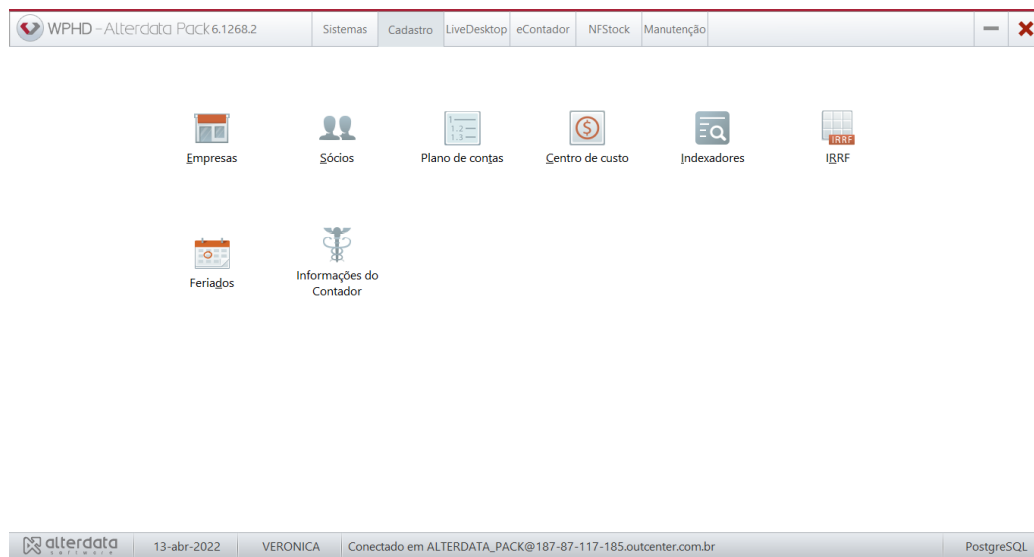 WPHD - Alterdata Pack 6.1268.2
Sistemas
Cadastro
LiveDesktop
eContador
NFStock
Manutenção
Empresas
Sócios
1
1.2
1.3
Plano de contas
$
Centro de custo
Indexadores
IRRF
IRRF
Feriados
Informações do
Contador
alterdata
software
13-abr-2022
VERONICA
Conectado em ALTERDATA_PACK@187-87-117-185.outcenter.com.br
PostgreSQL